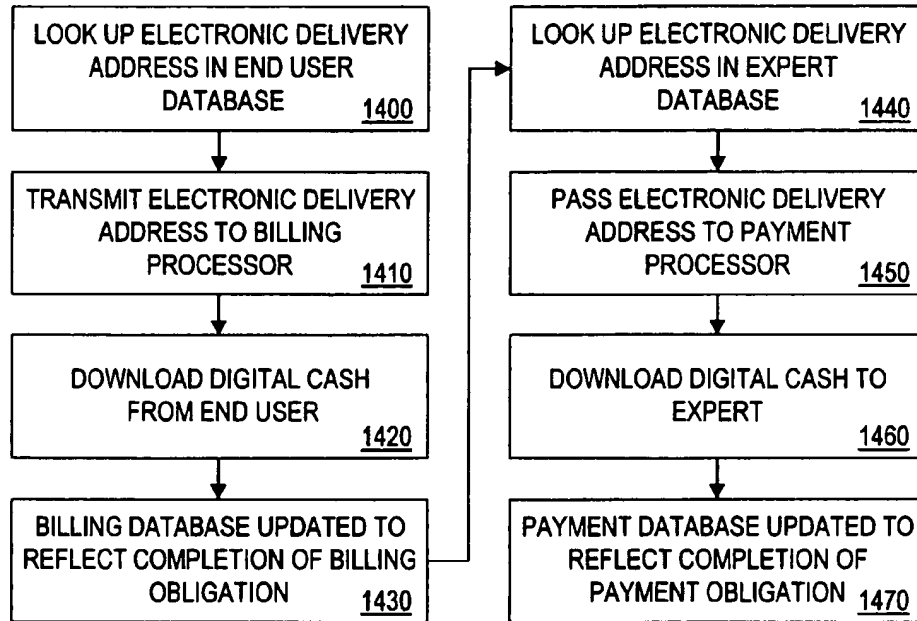 LOOK UP ELECTRONIC DELIVERY
ADDRESS IN END USER
DATABASE
1400
TRANSMIT ELECTRONIC DELIVERY
ADDRESS TO BILLING
PROCESSOR
1410
DOWNLOAD DIGITAL CASH
FROM END USER
1420
BILLING DATABASE UPDATED TO
REFLECT COMPLETION OF BILLING
OBLIGATION
1430
LOOK UP ELECTRONIC DELIVERY
ADDRESS IN EXPERT
DATABASE
1440
PASS ELECTRONIC DELIVERY
ADDRESS TO PAYMENT
PROCESSOR
1450
DOWNLOAD DIGITAL CASH TO
EXPERT
1460
PAYMENT DATABASE UPDATED TO
REFLECT COMPLETION OF
PAYMENT OBLIGATION
1470